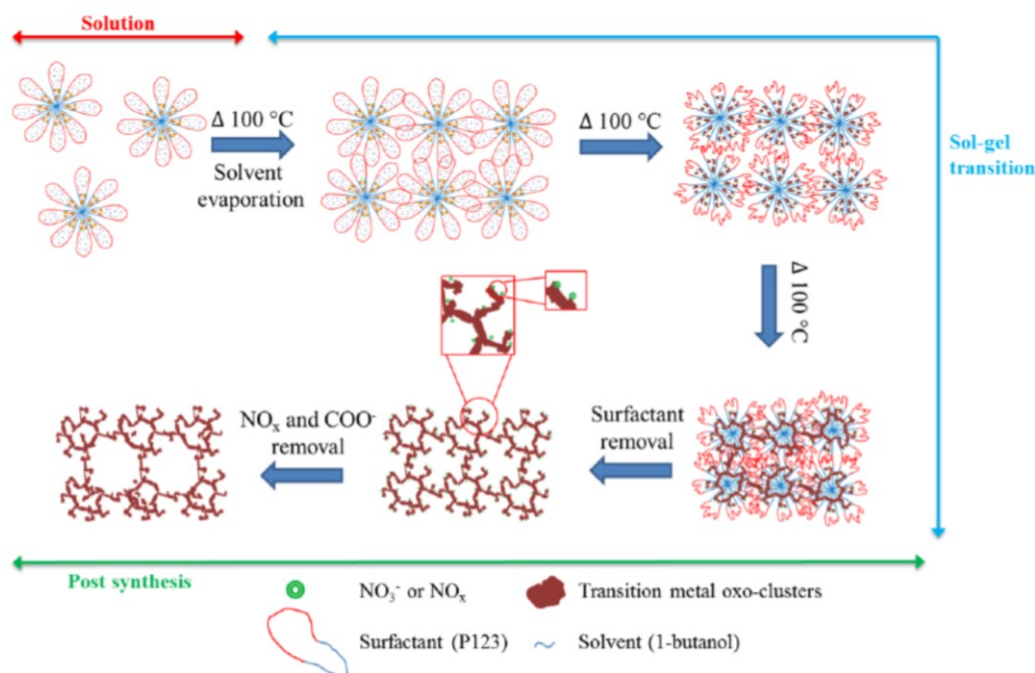 Solution
Δ 100 °C
Solvent
evaporation
Δ 100 °C
Sol-gel
transition
Δ 100 °C
NOx and COO-
removal
Surfactant
removal
Post synthesis
NO3- or NOx
Transition metal oxo-clusters
Surfactant (P123)
Solvent (1-butanol)